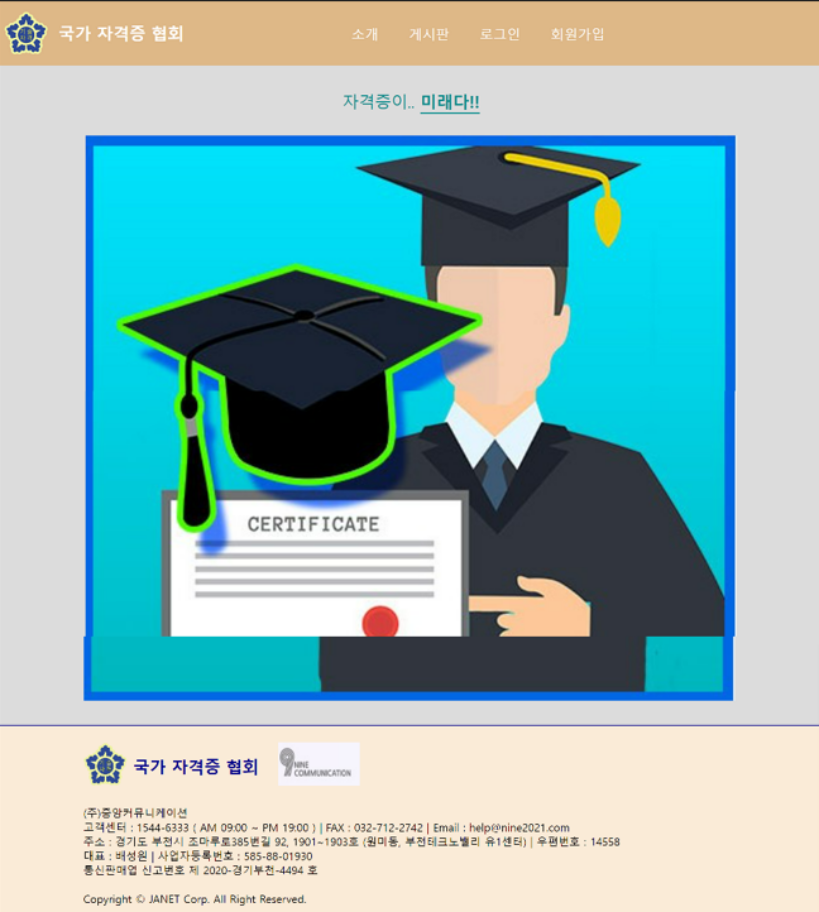 국가 자격증 협회
소개 게시판 로그인 회원가입
자격증이.. 미래다!!
CERTIFICATE
국가 자격증 협회
9 NINE
COMMUNICATION
(주)중앙커뮤니케이션
고객센터 : 1544-6333 ( AM 09:00 ~ PM 19:00 ) | FAX : 032-712-2742 | Email : help@nine2021.com
주소 : 경기도 부천시 조마루로385번길 92, 1901~1903호 (원미동, 부천테크노밸리 유1센터) | 우편번호 : 14558
대표 : 배성원 | 사업자등록번호 : 585-88-01930
통신판매업 신고번호 제 2020-경기부천-4494 호
Copyright © JANET Corp. All Right Reserved.